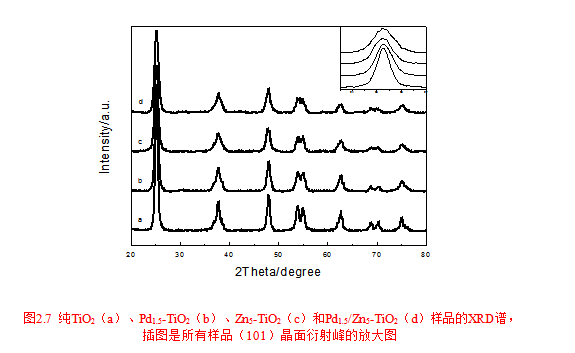 Intensity/a.u.
d
c
b
a
20 30 40 50 60 70 80
2Theta/degree
图2.7 纯TiO₂（a）、Pd₁.₅-TiO₂（b）、Zn₅-TiO₂（c）和Pd₁.₅/Zn₅-TiO₂（d）样品的XRD谱，
插图是所有样品（101）晶面衍射峰的放大图